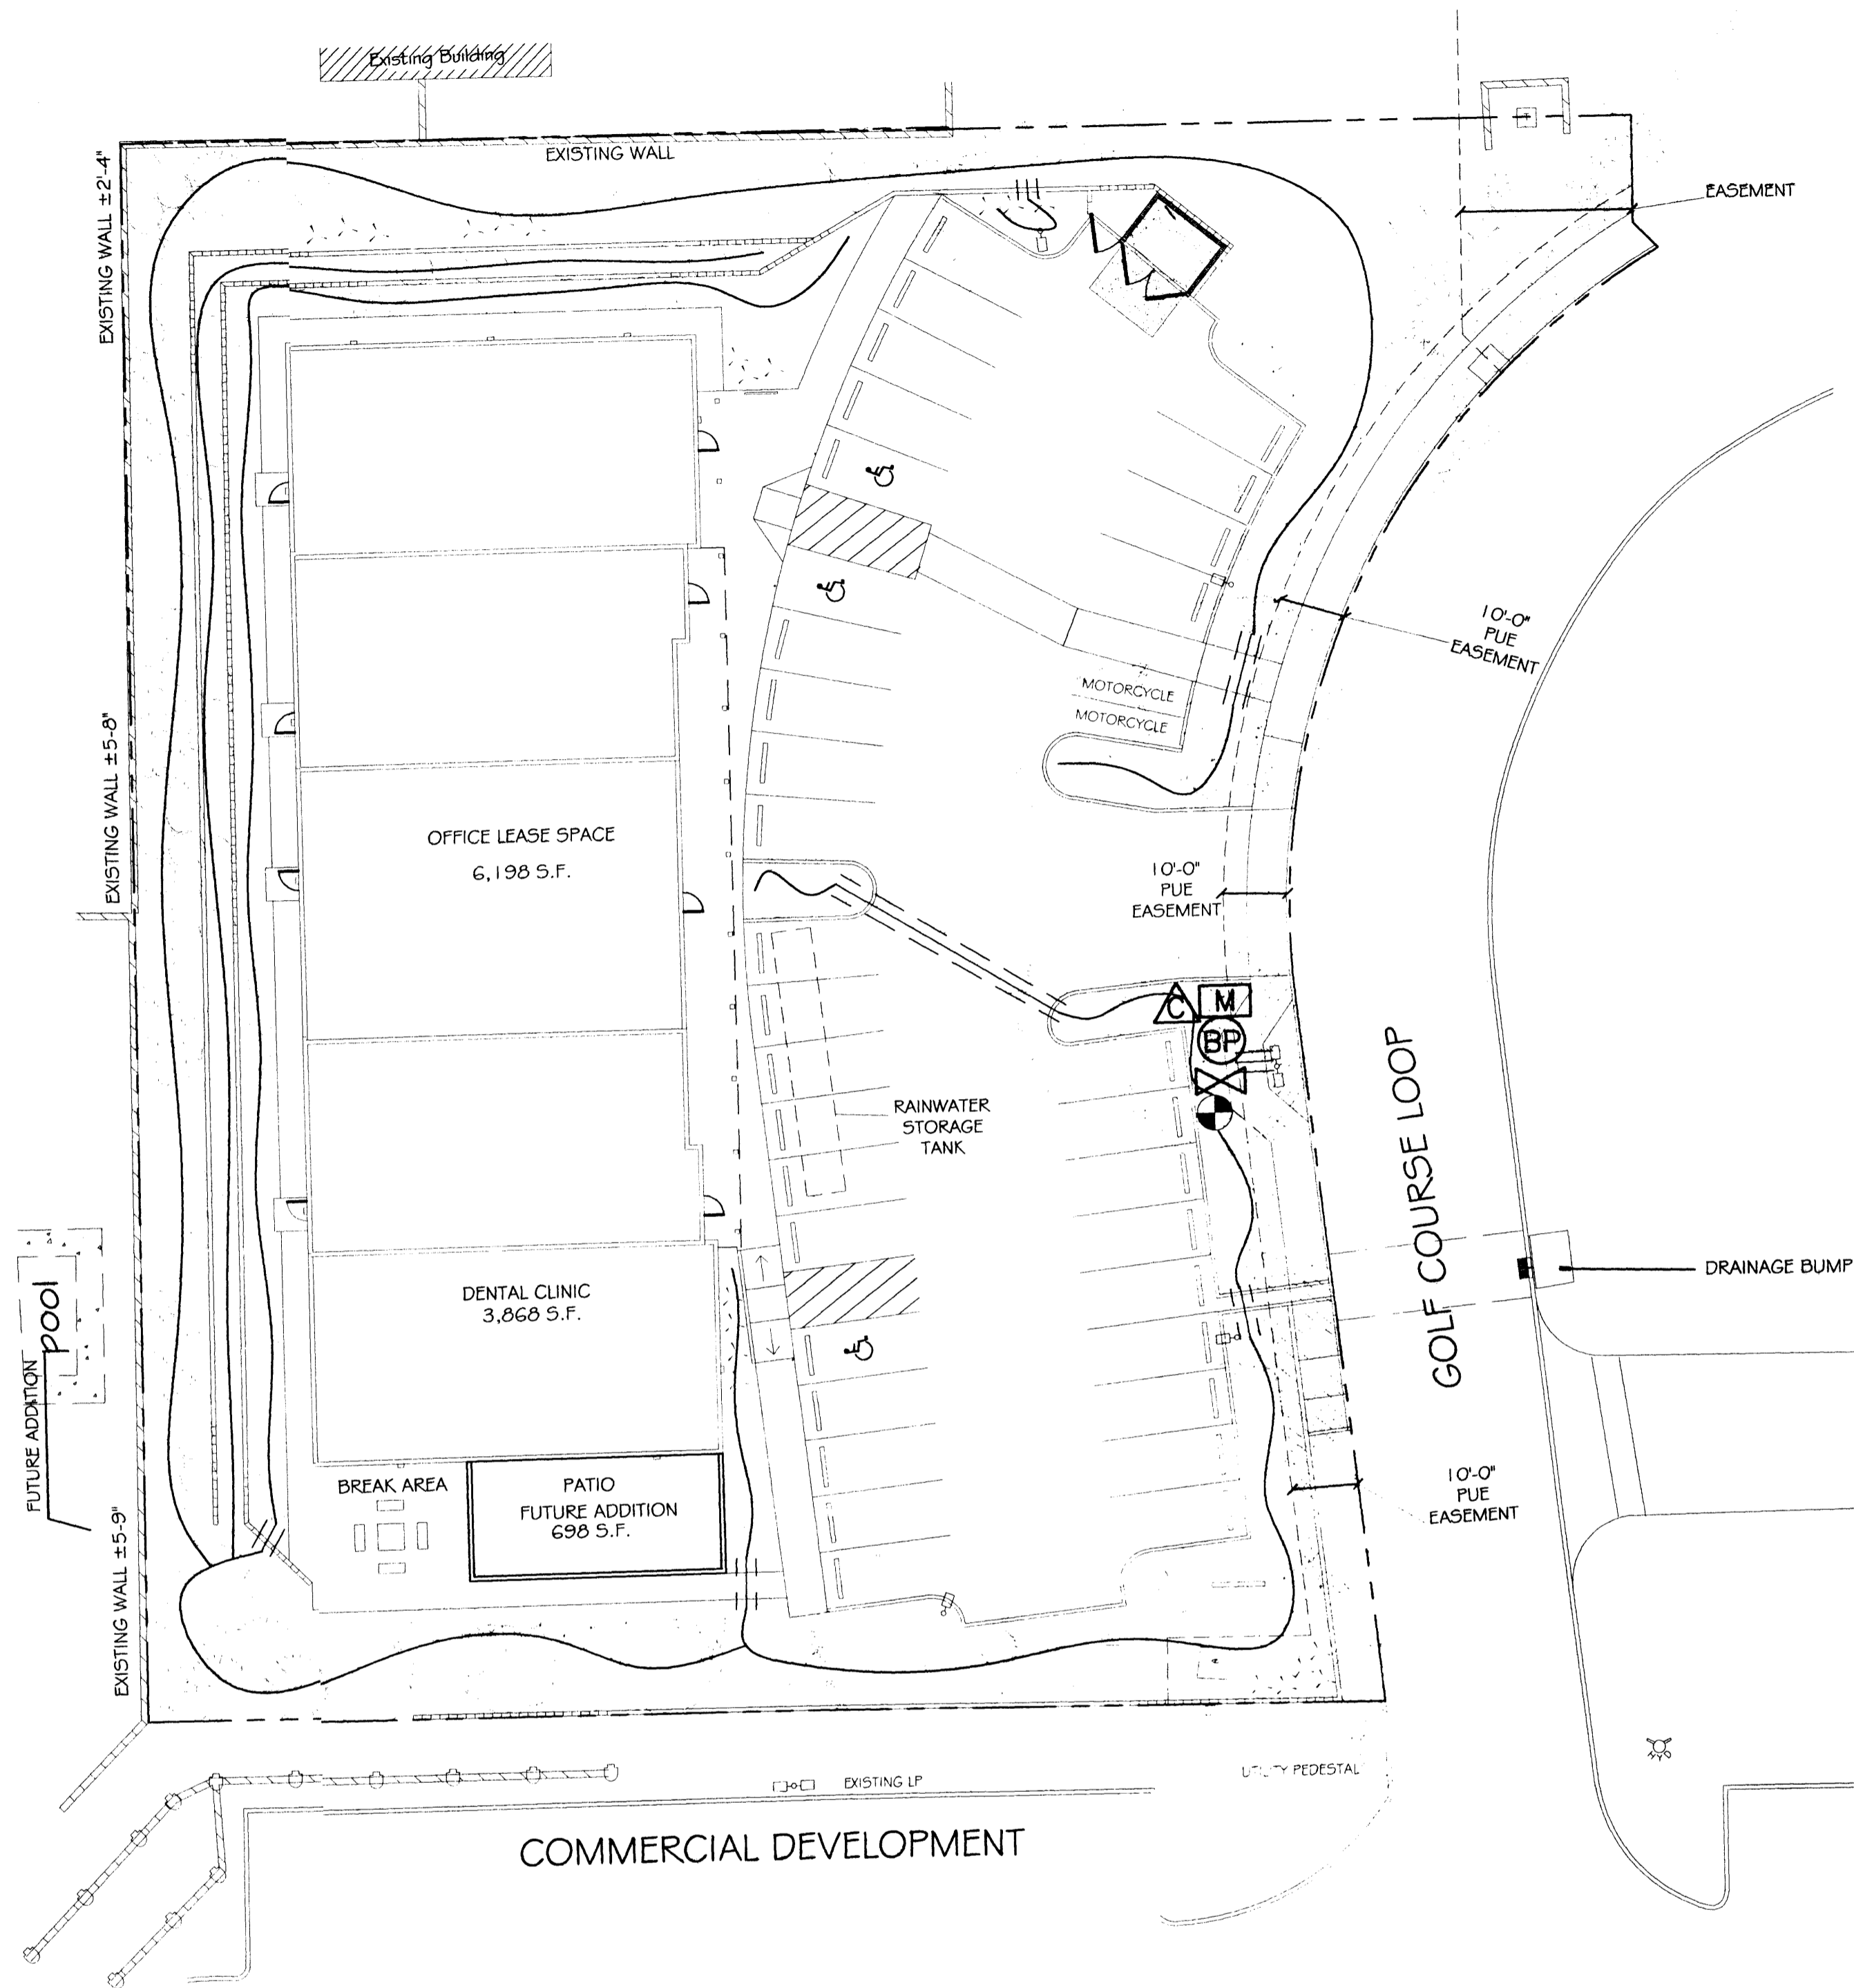 Existing Building
EXISTING WALL
EXISTING WALL ±2'-4"
EASEMENT
10'-0"
PUE
EASEMENT
MOTORCYCLE
MOTORCYCLE
EXISTING WALL ±5-8"
OFFICE LEASE SPACE
6,198 S.F.
10'-0"
PUE
EASEMENT
C
M
BP
RAINWATER
STORAGE
TANK
GOLF COURSE LOOP
DRAINAGE BUMP
DENTAL CLINIC
3,868 S.F.
pool
FUTURE ADDITION
BREAK AREA
PATIO
FUTURE ADDITION
698 S.F.
10'-0"
PUE
EASEMENT
EXISTING WALL ±5-9"
UTILITY PEDESTAL
EXISTING LP
COMMERCIAL DEVELOPMENT